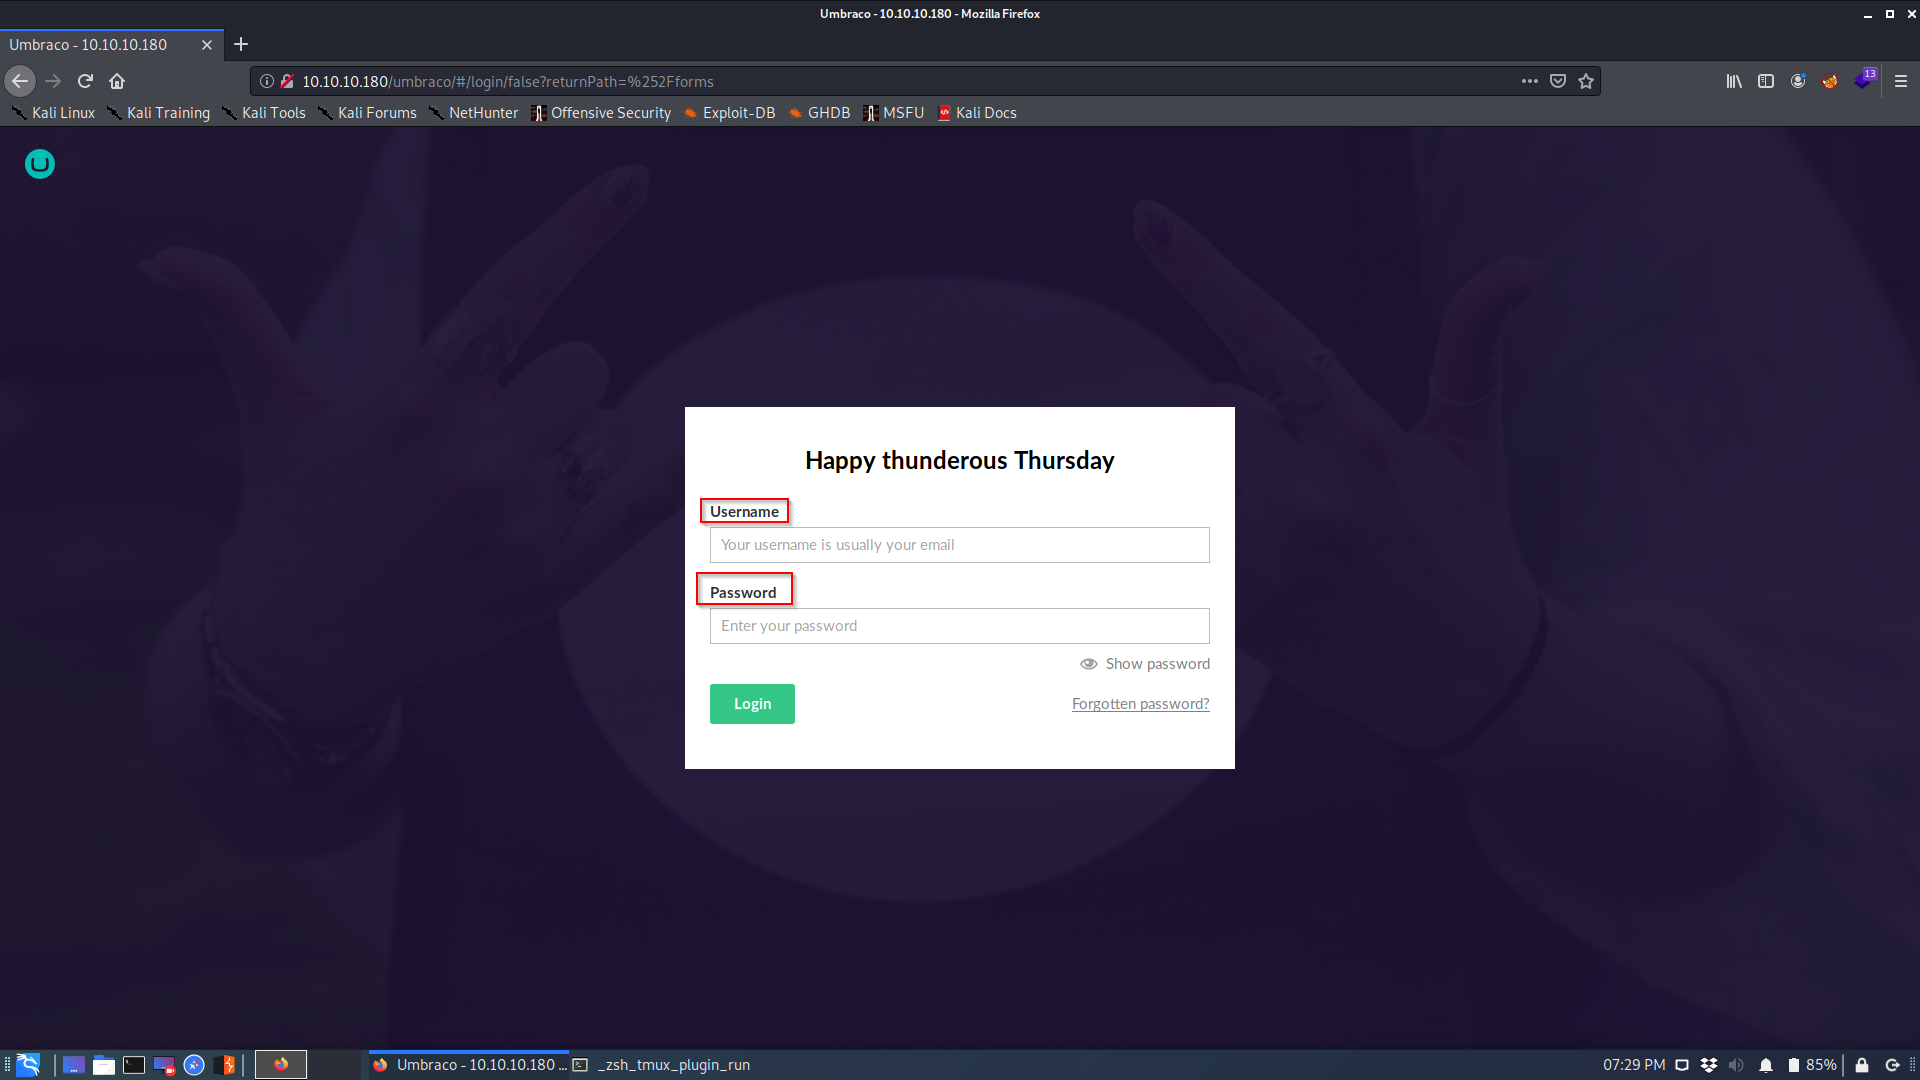 Umbraco - 10.10.10.180 - Mozilla Firefox
Umbraco - 10.10.10.180
10.10.10.180/umbraco/#/login/false?returnPath=%252Fforms
13
Kali Linux Kali Training Kali Tools Kali Forums NetHunter Offensive Security Exploit-DB GHDB MSFU Kali Docs
Happy thunderous Thursday
Username
Your username is usually your email
Password
Enter your password
Show password
Login Forgotten password?
Umbraco - 10.10.10.180 ... _zsh_tmux_plugin_run 07:29 PM 85%